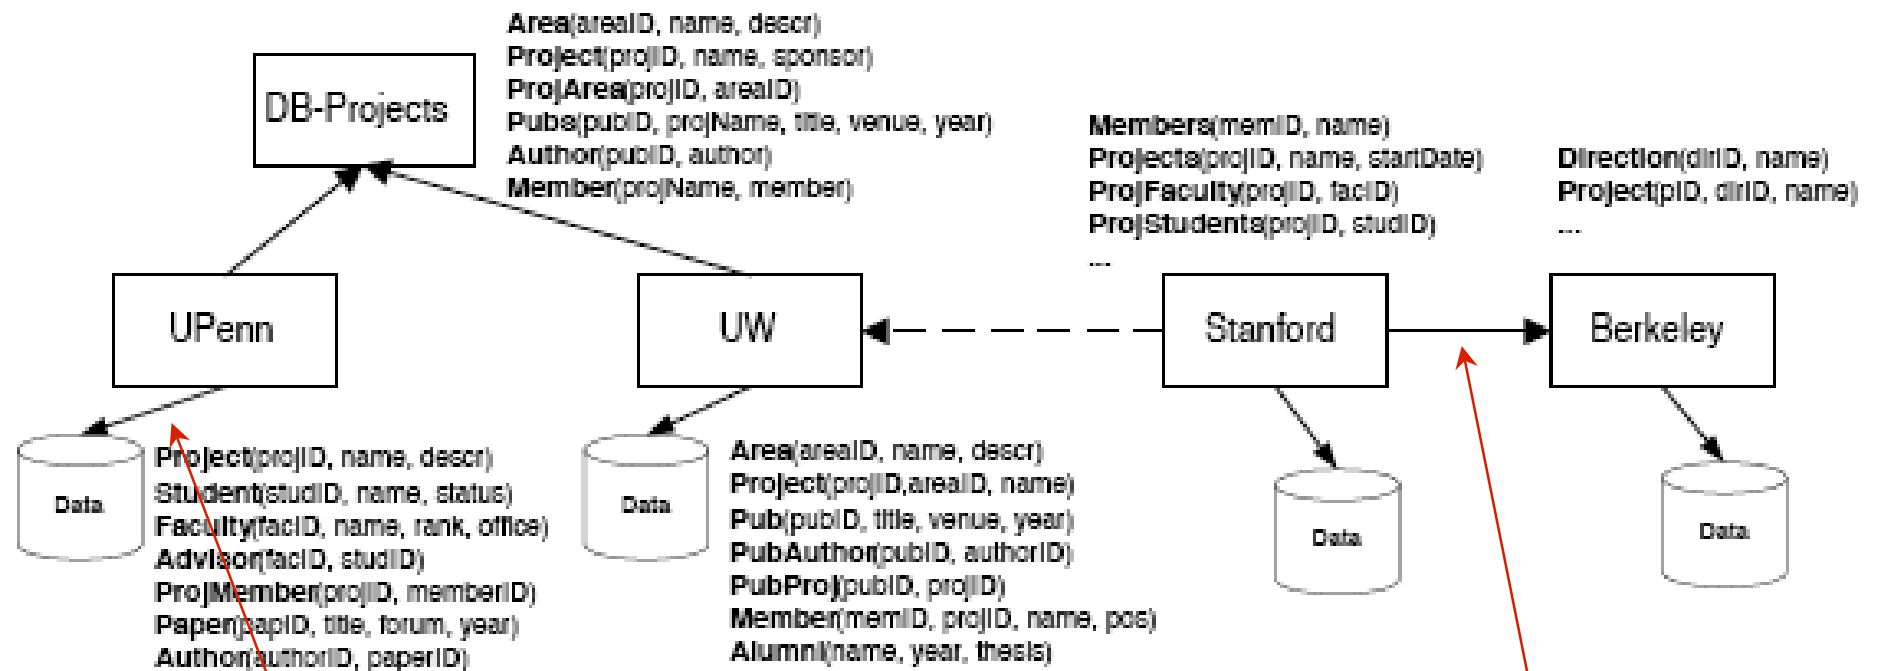 Area(areaID, name, descr)
Project(projID, name, sponsor)
ProjArea(projID, areaID)
Pubs(pubID, projName, title, venue, year)
Author(pubID, author)
Member(projName, member)
DB-Projects
Members(memID, name)
Projects(projID, name, startDate)
ProjFaculty(projID, facID)
ProjStudents(projID, studID)
...
Direction(dirID, name)
Project(pID, dirID, name)
...
UPenn
UW
Stanford
Berkeley
Data
Project(projID, name, descr)
Student(studID, name, status)
Faculty(facID, name, rank, office)
Advisor(facID, studID)
ProjMember(projID, memberID)
Paper(papID, title, forum, year)
Author(authorID, paperID)
Data
Area(areaID, name, descr)
Project(projID,areaID, name)
Pub(pubID, title, venue, year)
PubAuthor(pubID, authorID)
PubProj(pubID, projID)
Member(memID, projID, name, pos)
Alumni(name, year, thesis)
Data
Data